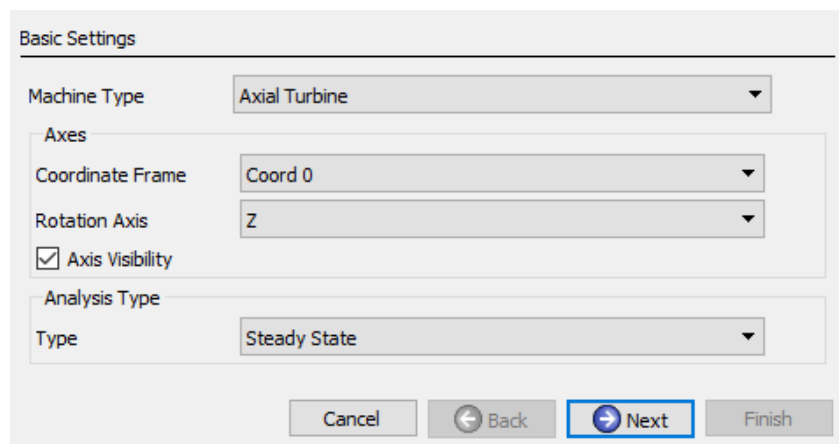 Basic Settings
Machine Type Axial Turbine
Axes
Coordinate Frame Coord 0
Rotation Axis Z
Axis Visibility
Analysis Type
Type Steady State
Cancel Back Next Finish